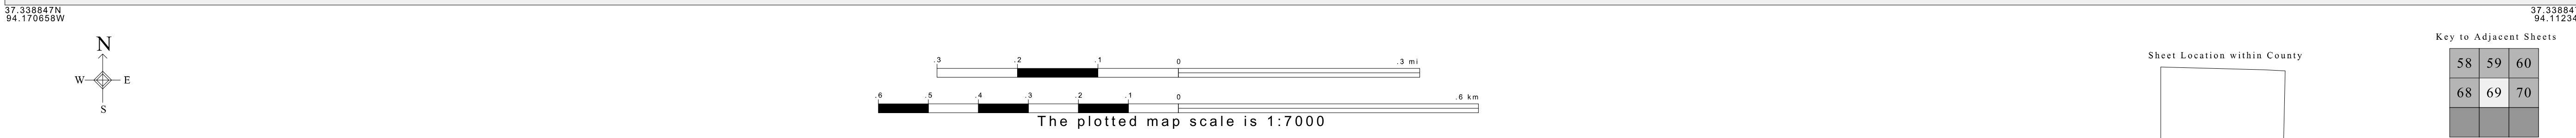 37.338847N
94.170658W
37.338847
94.11234
N
W E
S
.3 .2 .1 0 .3 mi
.6 .5 .4 .3 .2 .1 0 .6 km
The plotted map scale is 1:7000
Sheet Location within County
Key to Adjacent Sheets
58 59 60
68 69 70